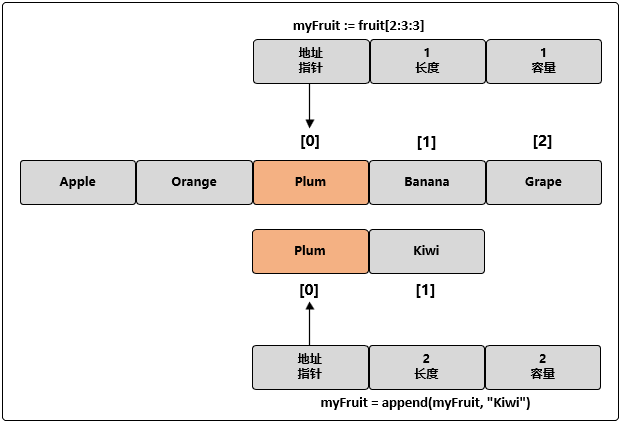 myFruit := fruit[2:3:3]
地址 1 1
指针 长度 容量
[0] [1] [2]
Apple Orange Plum Banana Grape
Plum Kiwi
[0] [1]
地址 2 2
指针 长度 容量
myFruit = append(myFruit, "Kiwi")